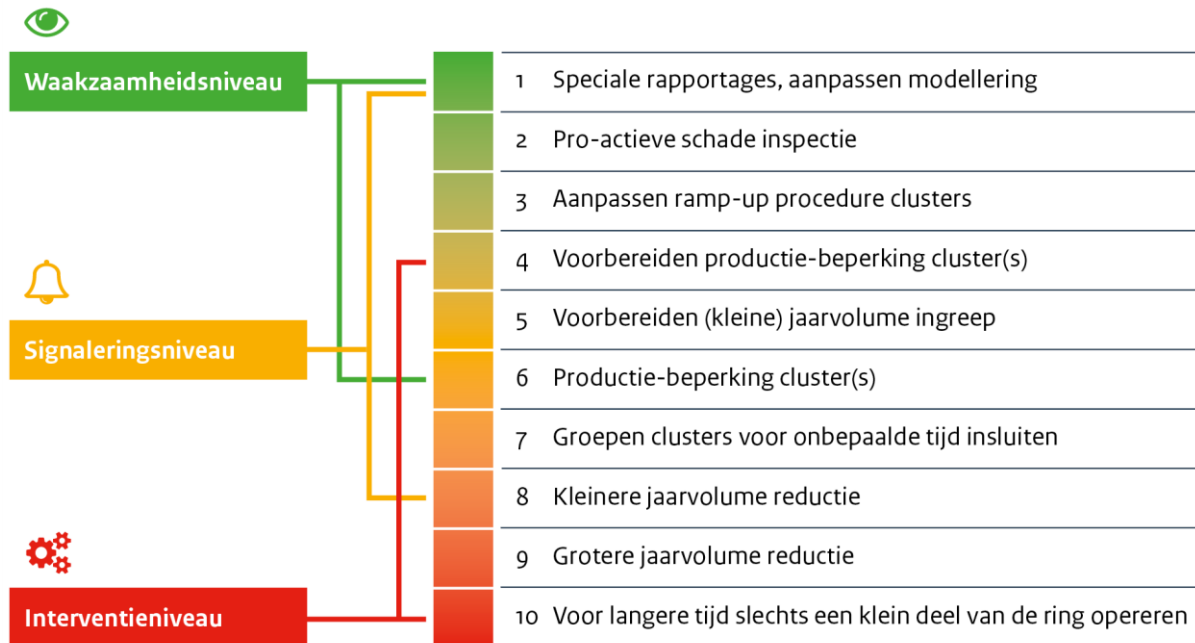 Waakzaamheidsniveau
Signaleringsniveau
Interventieniveau
1 Speciale rapportages, aanpassen modellering
2 Pro-actieve schade inspectie
3 Aanpassen ramp-up procedure clusters
4 Voorbereiden productie-beperking cluster(s)
5 Voorbereiden (kleine) jaarvolume ingreep
6 Productie-beperking cluster(s)
7 Groepen clusters voor onbepaalde tijd insluiten
8 Kleinere jaarvolume reductie
9 Grotere jaarvolume reductie
10 Voor langere tijd slechts een klein deel van de ring opereren